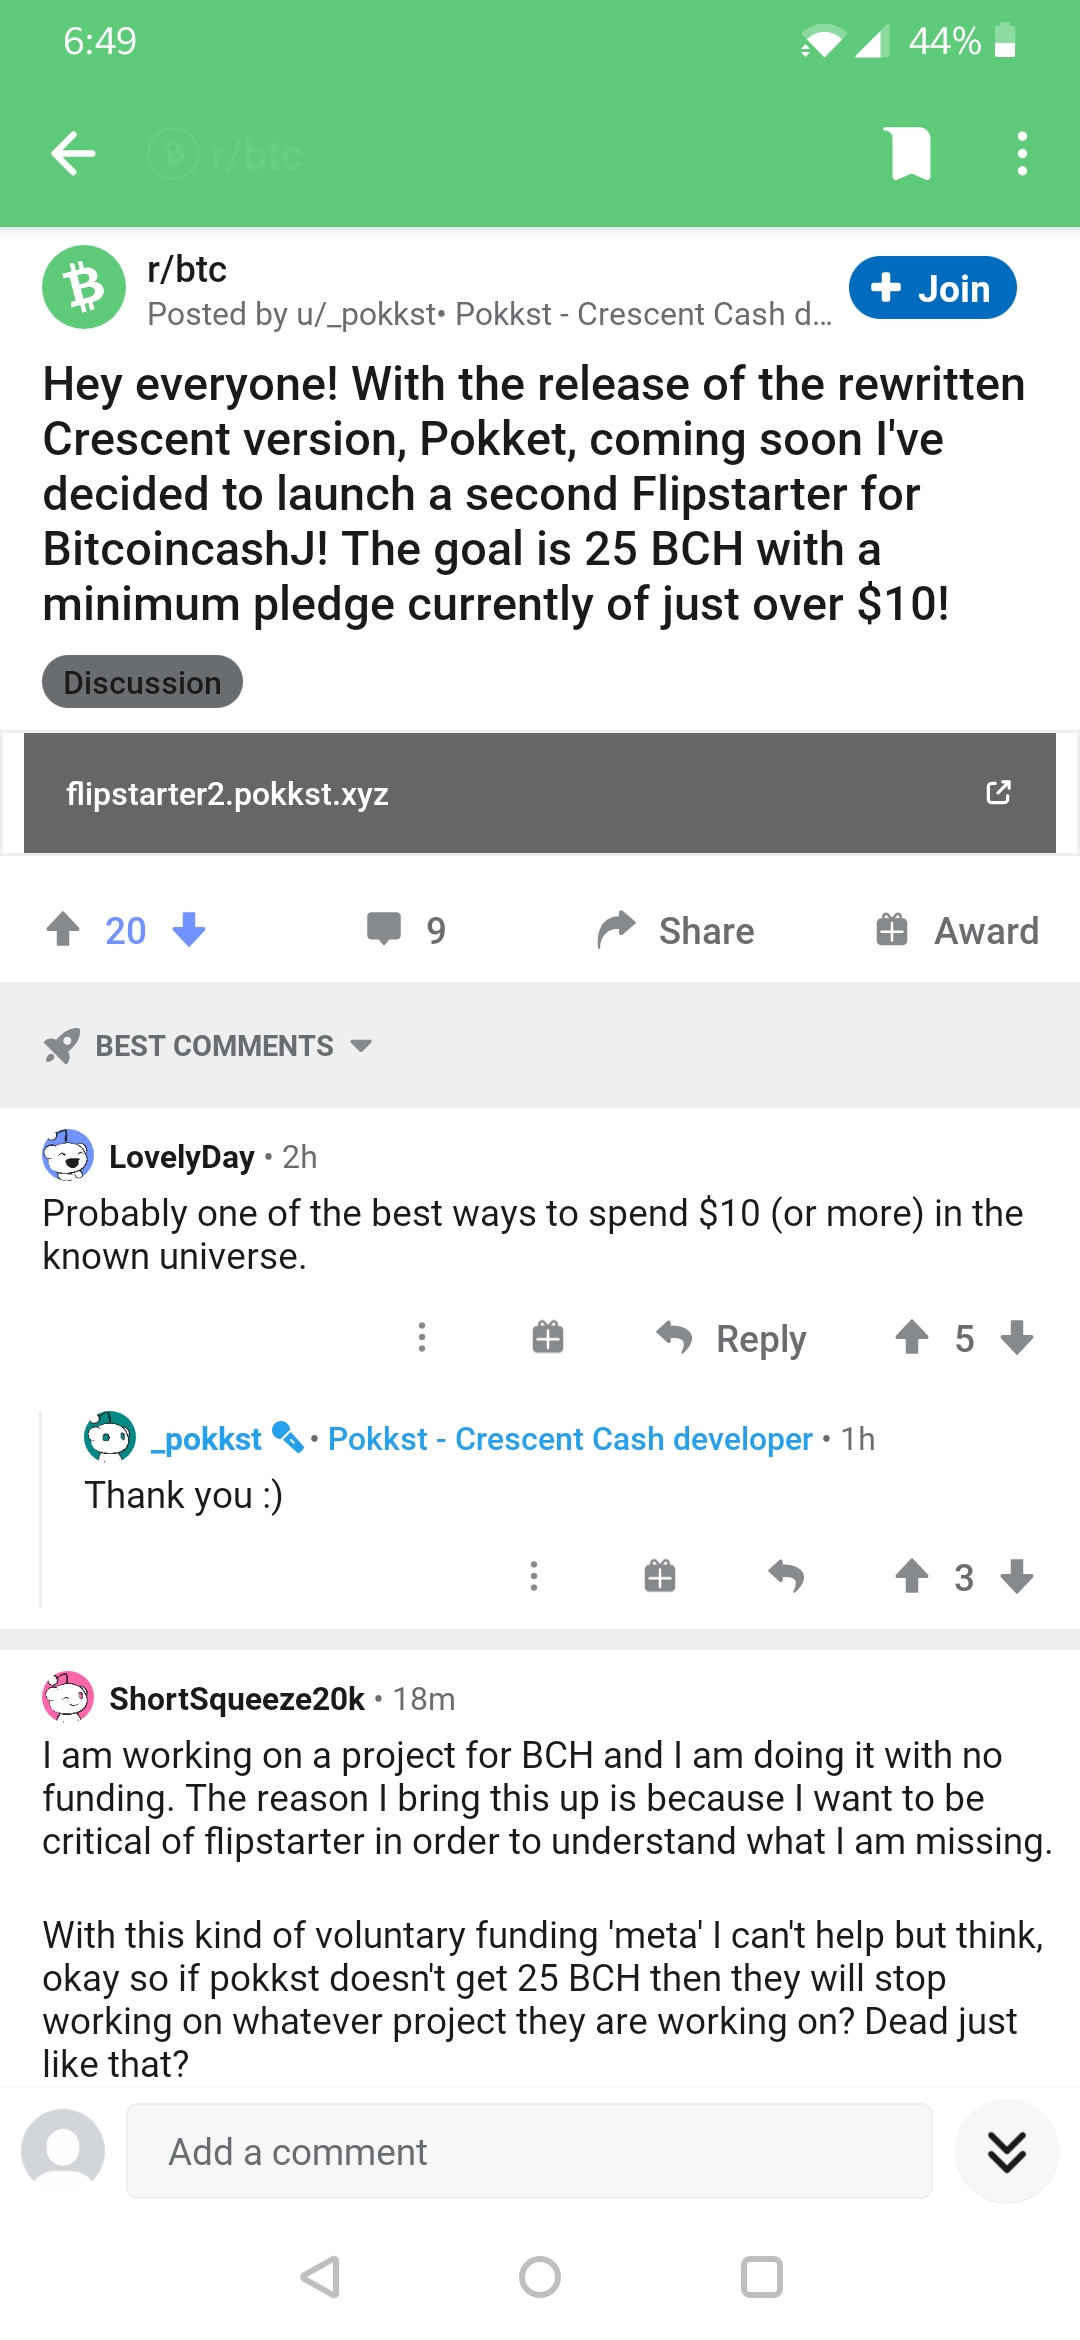 6:49
44%
r/btc
r/btc
Posted by u/_pokkst• Pokkst - Crescent Cash d...
Join
Hey everyone! With the release of the rewritten
Crescent version, Pokket, coming soon I've
decided to launch a second Flipstarter for
BitcoincashJ! The goal is 25 BCH with a
minimum pledge currently of just over $10!
Discussion
flipstarter2.pokkst.xyz
20
9
Share
Award
BEST COMMENTS
LovelyDay • 2h
Probably one of the best ways to spend $10 (or more) in the
known universe.
Reply
5
_pokkst • Pokkst - Crescent Cash developer • 1h
Thank you :)
3
ShortSqueeze20k • 18m
I am working on a project for BCH and I am doing it with no
funding. The reason I bring this up is because I want to be
critical of flipstarter in order to understand what I am missing.
With this kind of voluntary funding 'meta' I can't help but think,
okay so if pokkst doesn't get 25 BCH then they will stop
working on whatever project they are working on? Dead just
like that?
Add a comment